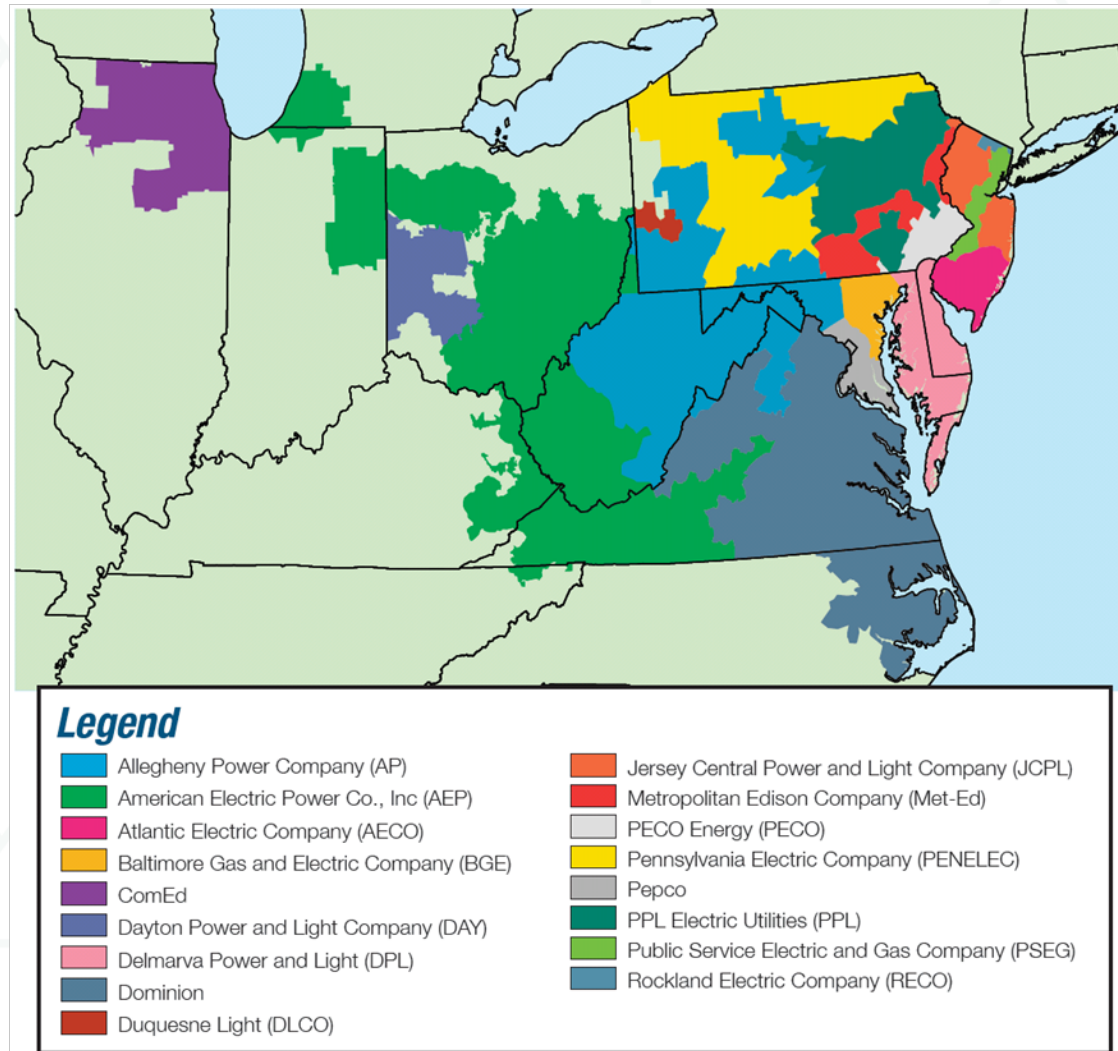 Legend
Allegheny Power Company (AP)
American Electric Power Co., Inc (AEP)
Atlantic Electric Company (AECO)
Baltimore Gas and Electric Company (BGE)
ComEd
Dayton Power and Light Company (DAY)
Delmarva Power and Light (DPL)
Dominion
Duquesne Light (DLCO)
Jersey Central Power and Light Company (JCPL)
Metropolitan Edison Company (Met-Ed)
PECO Energy (PECO)
Pennsylvania Electric Company (PENELEC)
Pepco
PPL Electric Utilities (PPL)
Public Service Electric and Gas Company (PSEG)
Rockland Electric Company (RECO)